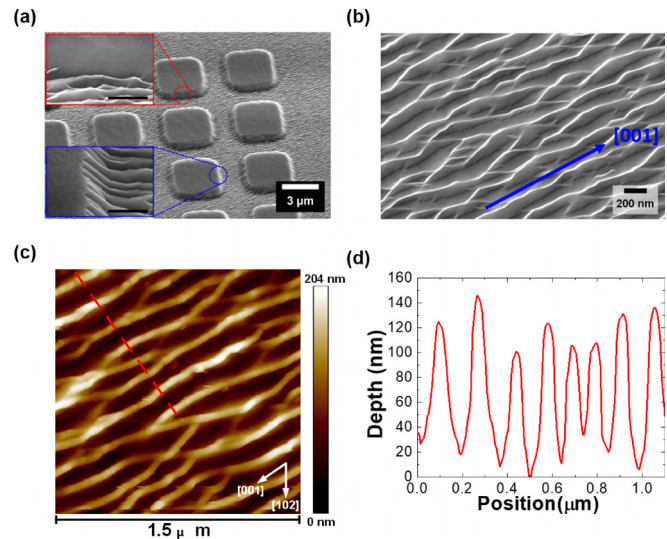 (a)
3 μm
(b)
[001]
200 nm
(c)
204 nm
0 nm
[001]
[102]
1.5 μ m
(d)
160
140
120
100
80
60
40
20
0
Depth (nm)
0.0 0.2 0.4 0.6 0.8 1.0
Position(μm)